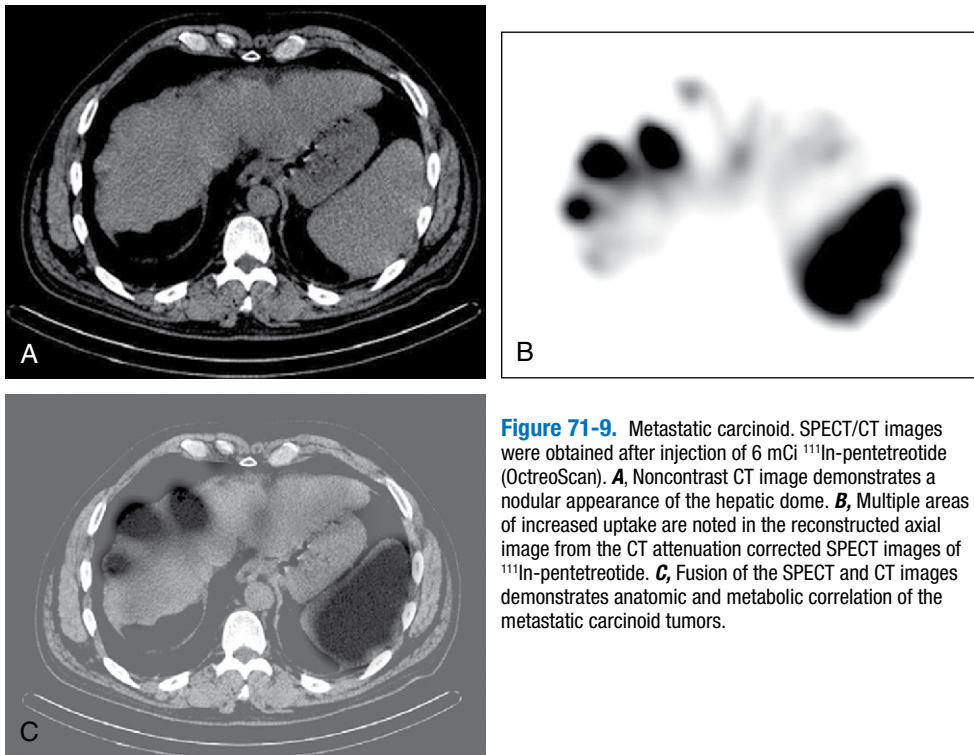 A
B
C
Figure 71-9. Metastatic carcinoid. SPECT/CT images
were obtained after injection of 6 mCi ¹¹¹In-pentetreotide
(OctreoScan). A, Noncontrast CT image demonstrates a
nodular appearance of the hepatic dome. B, Multiple areas
of increased uptake are noted in the reconstructed axial
image from the CT attenuation corrected SPECT images of
¹¹¹In-pentetreotide. C, Fusion of the SPECT and CT images
demonstrates anatomic and metabolic correlation of the
metastatic carcinoid tumors.